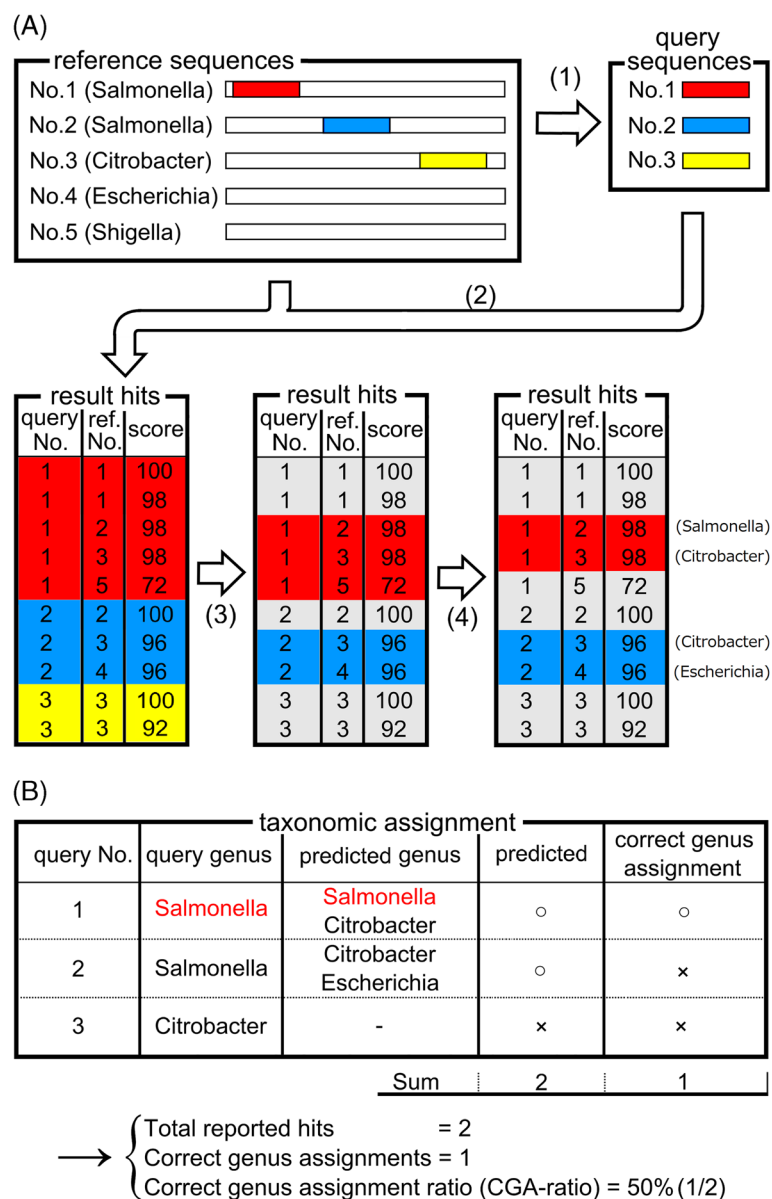 (A)
reference sequences
No.1 (Salmonella)
No.2 (Salmonella)
No.3 (Citrobacter)
No.4 (Escherichia)
No.5 (Shigella)
(1)
query
sequences
No.1
No.2
No.3
(2)
result hits
query No. ref. No. score
1 1 100
1 1 98
1 2 98
1 3 98
1 5 72
2 2 100
2 3 96
2 4 96
3 3 100
3 3 92
(3)
result hits
query No. ref. No. score
1 1 100
1 1 98
1 2 98
1 3 98
1 5 72
2 2 100
2 3 96
2 4 96
3 3 100
3 3 92
(4)
result hits
query No. ref. No. score
1 1 100
1 1 98
1 2 98 (Salmonella)
1 3 98 (Citrobacter)
1 5 72
2 2 100
2 3 96 (Citrobacter)
2 4 96 (Escherichia)
3 3 100
3 3 92
(B)
taxonomic assignment
query No. query genus predicted genus predicted correct genus assignment
1 Salmonella Salmonella Citrobacter ○ ○
2 Salmonella Citrobacter Escherichia ○ ×
3 Citrobacter - × ×
Sum 2 1
Total reported hits = 2
Correct genus assignments = 1
Correct genus assignment ratio (CGA-ratio) = 50% (1/2)